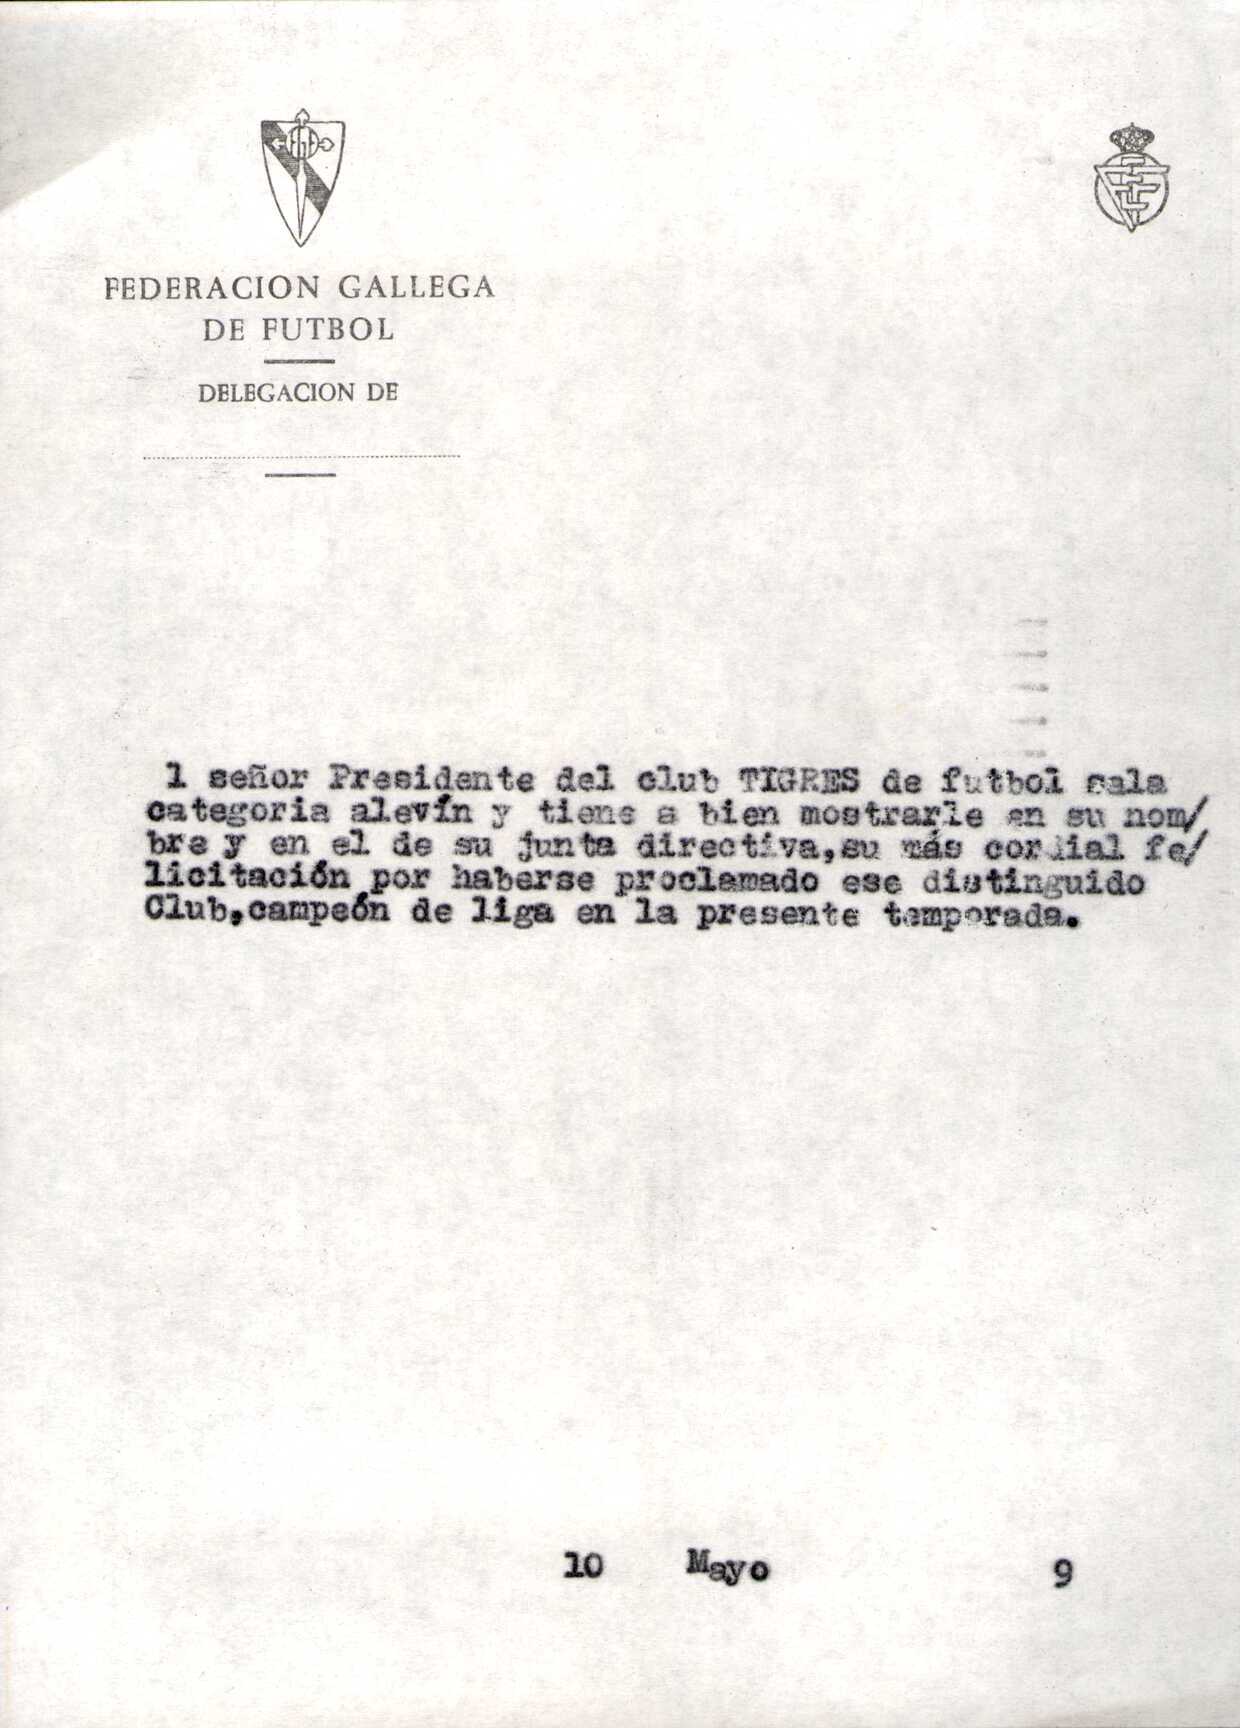 FGF
FEDERACION GALLEGA
DE FUTBOL
DELEGACION DE
l señor Presidente del club TIGRES de futbol sala
categoria alevín y tiene a bien mostrarle en su nom/
bre y en el de su junta directiva,su más cordial fe/
licitación por haberse proclamado ese distinguido
Club,campeón de liga en la presente temporada.
10 Mayo 9